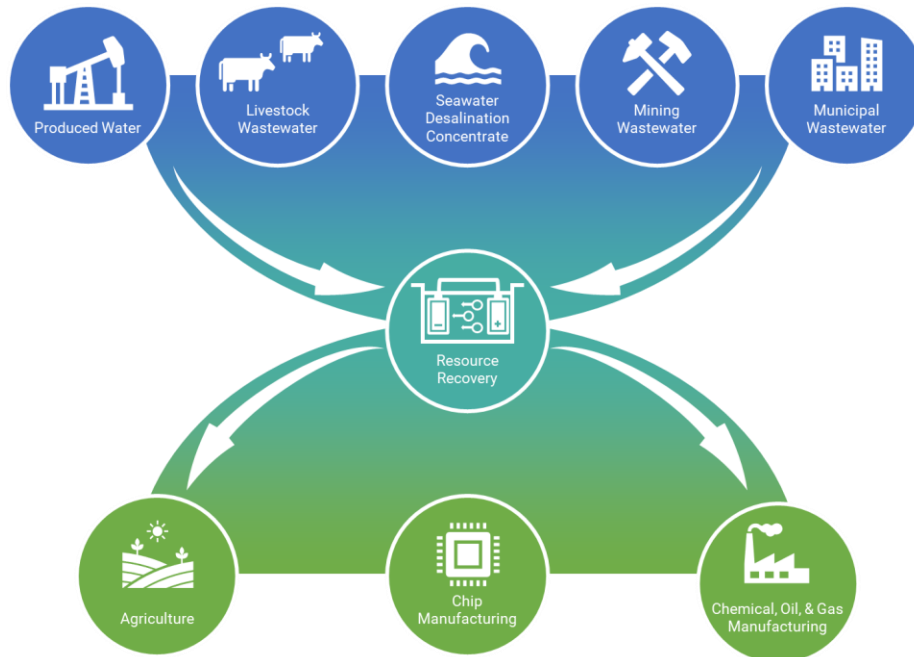 Produced Water
Livestock
Wastewater
Seawater
Desalination
Concentrate
Mining
Wastewater
Municipal
Wastewater
Resource
Recovery
Agriculture
Chip
Manufacturing
Chemical, Oil, & Gas
Manufacturing